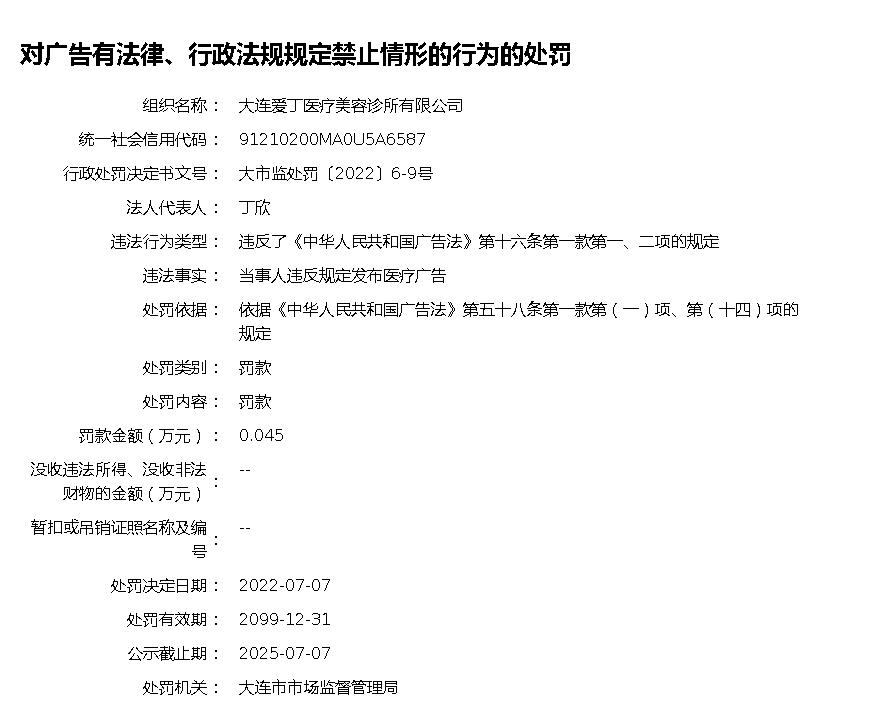 对广告有法律、行政法规规定禁止情形的行为的处罚
组织名称： 大连爱丁医疗美容诊所有限公司
统一社会信用代码： 91210200MA0U5A6587
行政处罚决定书文号： 大市监处罚〔2022〕6-9号
法人代表人： 丁欣
违法行为类型： 违反了《中华人民共和国广告法》第十六条第一款第一、二项的规定
违法事实： 当事人违反规定发布医疗广告
处罚依据： 依据《中华人民共和国广告法》第五十八条第一款第（一）项、第（十四）项的
规定
处罚类别： 罚款
处罚内容： 罚款
罚款金额（万元）： 0.045
没收违法所得、没收非法
财物的金额（万元）： --
暂扣或吊销证照名称及编
号： --
处罚决定日期： 2022-07-07
处罚有效期： 2099-12-31
公示截止期： 2025-07-07
处罚机关： 大连市市场监督管理局